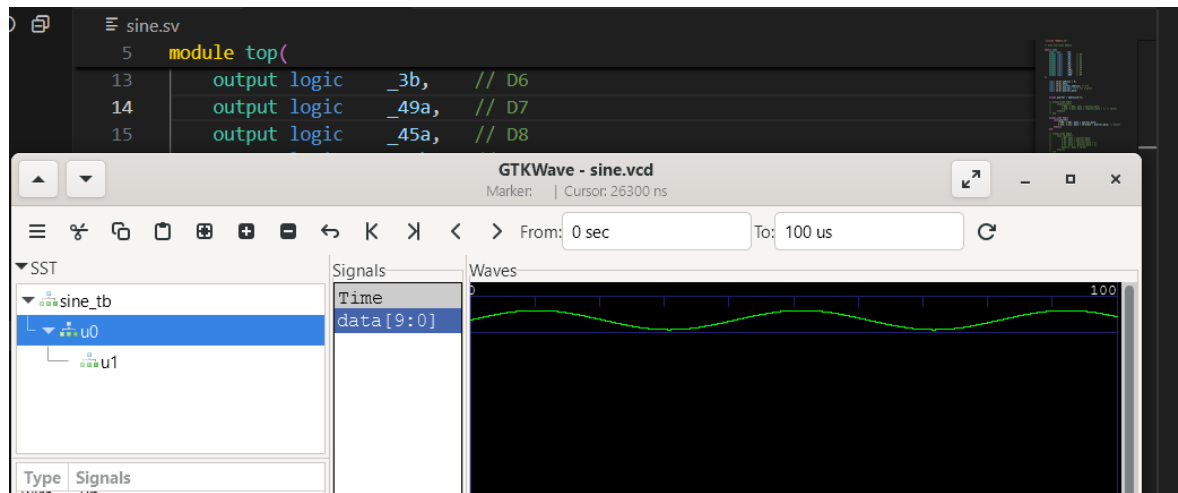 sine.sv
5 module top(
13 output logic _3b, // D6
14 output logic _49a, // D7
15 output logic _45a, // D8
GTKWave - sine.vcd
Marker: | Cursor: 26300 ns
From: 0 sec To: 100 us
SST
Signals
Waves
sine_tb
u0
u1
Time
data[9:0]
0
100
Type Signals